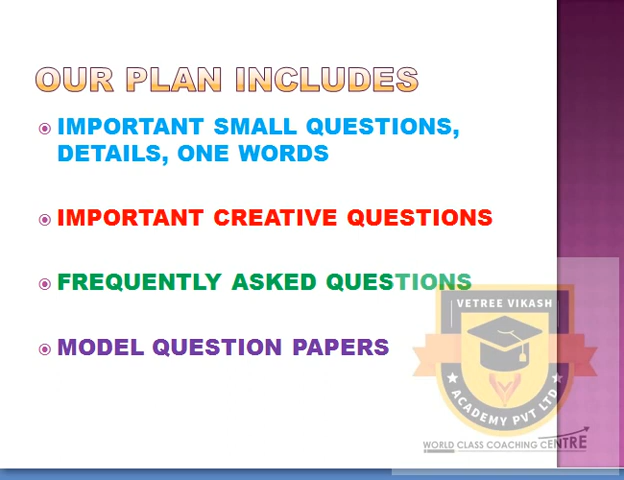 OUR PLAN INCLUDES
IMPORTANT SMALL QUESTIONS,
DETAILS, ONE WORDS
IMPORTANT CREATIVE QUESTIONS
FREQUENTLY ASKED QUESTIONS
MODEL QUESTION PAPERS
VETREE VIKASH
ACADEMY PVT LTD
WORLD CLASS COACHING CENTRE